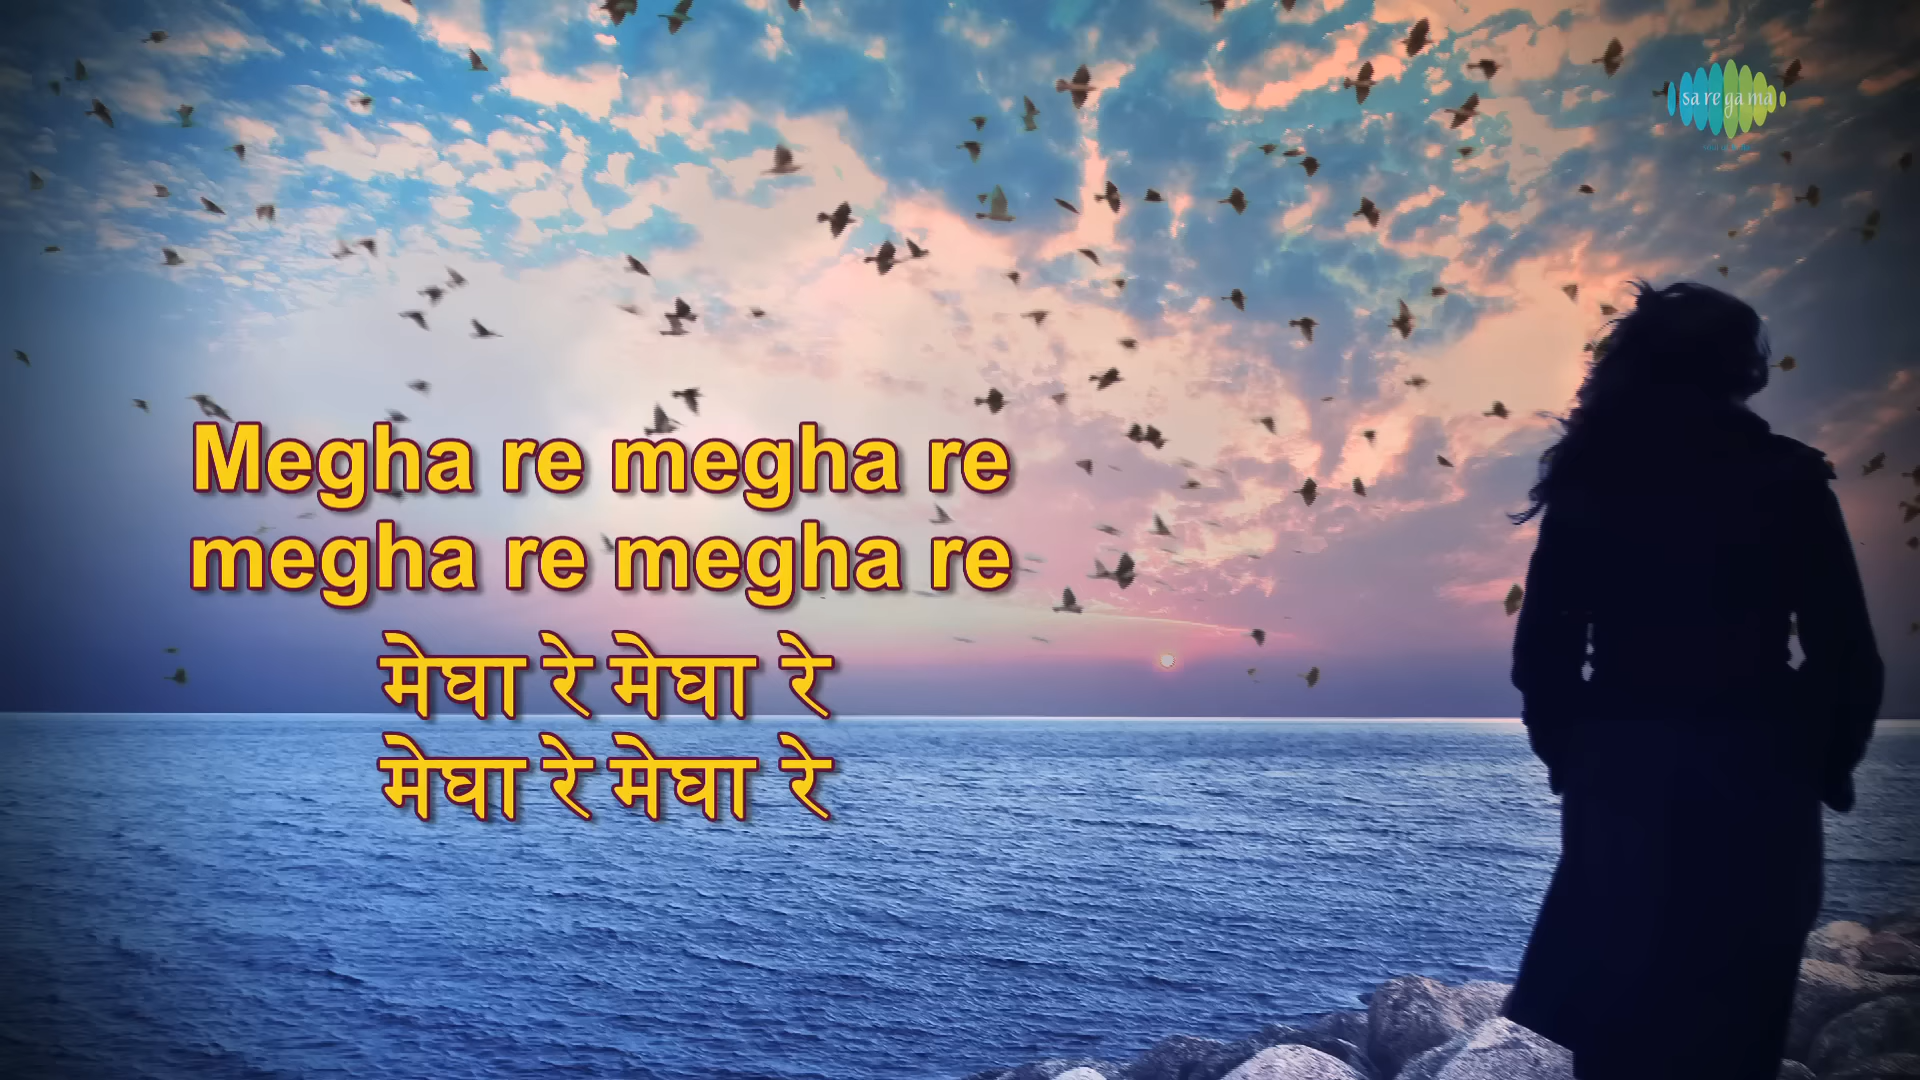 sa re ga ma
Megha re megha re
megha re megha re
मेघा रे मेघा रे
मेघा रे मेघा रे